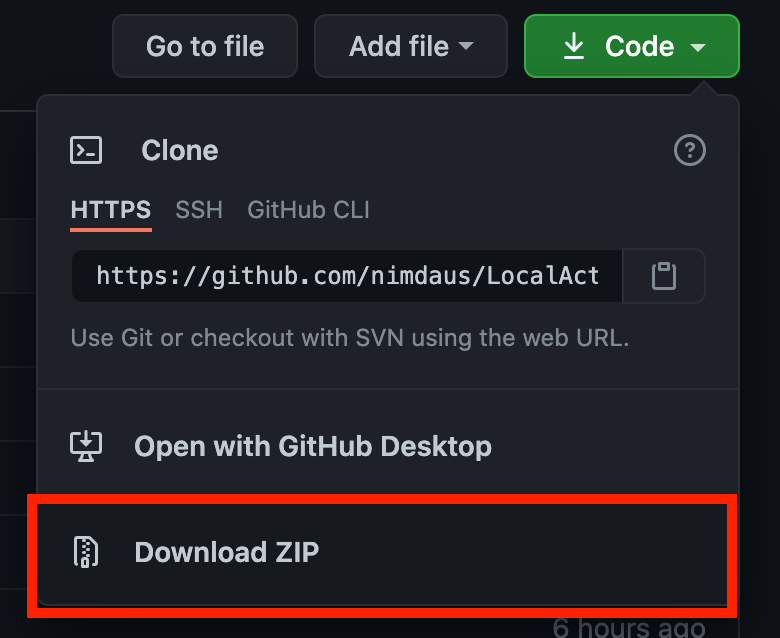 Go to file
Add file
Code
Clone
HTTPS
SSH
GitHub CLI
https://github.com/nimdaus/LocalAct
Use Git or checkout with SVN using the web URL.
Open with GitHub Desktop
Download ZIP
6 hours ago